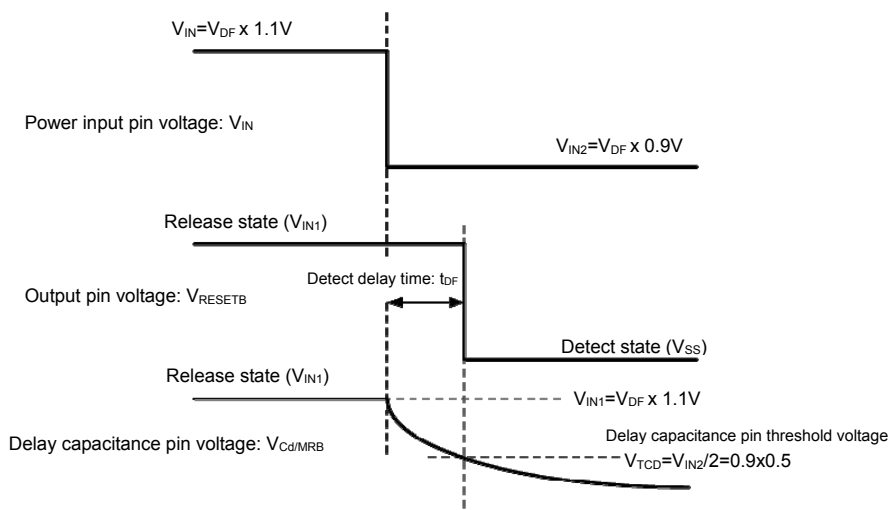 VIN=VDF x 1.1V
Power input pin voltage: VIN
VIN2=VDF x 0.9V
Release state (VIN1)
Detect delay time: tDF
Output pin voltage: VRESETB
Detect state (VSS)
Release state (VIN1)
VIN1=VDF x 1.1V
Delay capacitance pin threshold voltage
Delay capacitance pin voltage: VCd/MRB
VTCD=VIN2/2=0.9x0.5